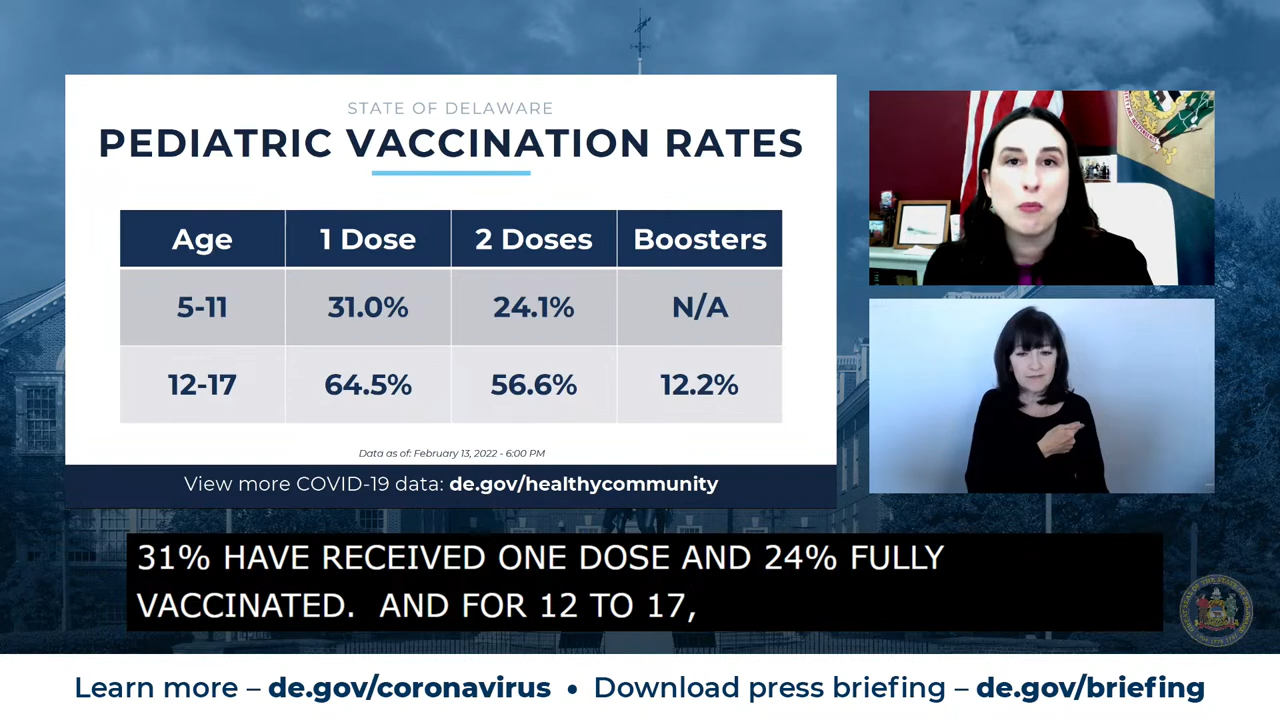 STATE OF DELAWARE
PEDIATRIC VACCINATION RATES
Age 1 Dose 2 Doses Boosters
5-11 31.0% 24.1% N/A
12-17 64.5% 56.6% 12.2%
Data as of: February 13, 2022 - 6:00 PM
View more COVID-19 data: de.gov/healthycommunity
31% HAVE RECEIVED ONE DOSE AND 24% FULLY
VACCINATED.  AND FOR 12 TO 17,
Learn more – de.gov/coronavirus • Download press briefing – de.gov/briefing